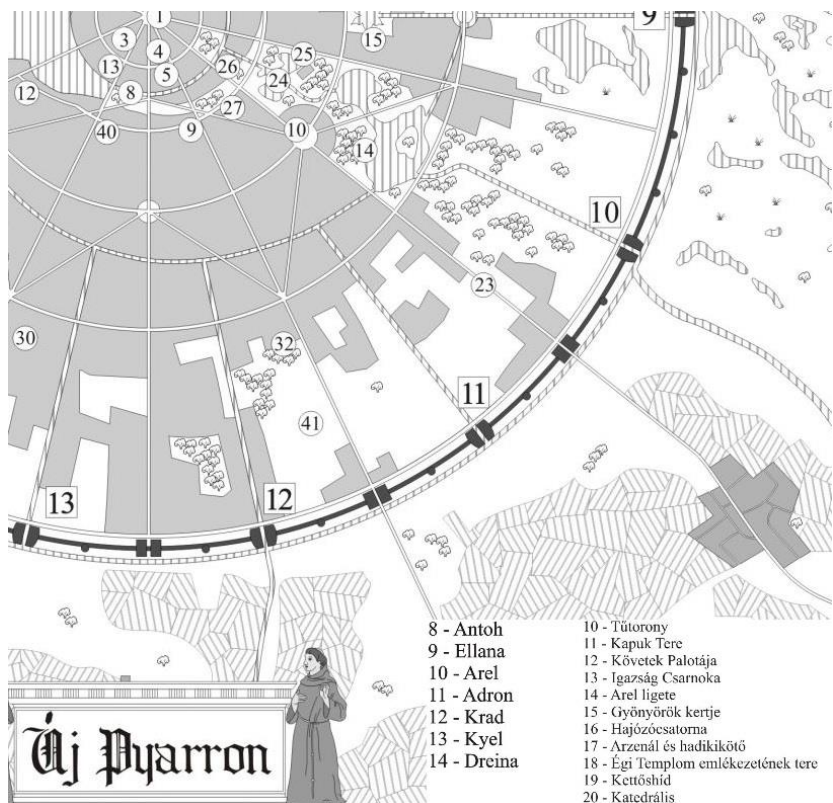 1
9
3
4
15
13
5
26
25
24
12
8
27
40
9
10
14
10
23
30
32
11
41
13
12
8 - Antoh
9 - Ellana
10 - Arel
11 - Adron
12 - Krad
13 - Kyel
14 - Dreina
10 - Tűtorony
11 - Kapuk Tere
12 - Követek Palotája
13 - Igazság Csarnoka
14 - Arel ligete
15 - Gyönyörök kertje
16 - Hajózócsatorna
17 - Arzenál és hadikikötő
18 - Égi Templom emlékezetének tere
19 - Kettőshíd
20 - Katedrális
Új Pyarron